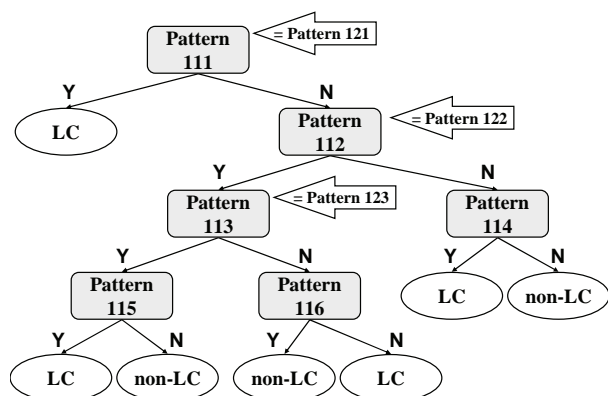 Pattern
111
= Pattern 121
Y
N
LC
Pattern
112
= Pattern 122
Y
N
Pattern
113
= Pattern 123
Pattern
114
Y
N
Y
N
Pattern
115
Pattern
116
LC
non-LC
Y
N
Y
N
LC
non-LC
non-LC
LC